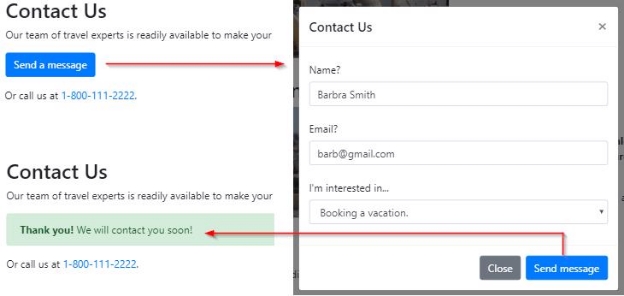 Contact Us
Our team of travel experts is readily available to make your
Send a message
Or call us at 1-800-111-2222.
Contact Us
Our team of travel experts is readily available to make your
Thank you! We will contact you soon!
Or call us at 1-800-111-2222.
Contact Us ×
Name?
Barbra Smith
Email?
barb@gmail.com
I'm interested in...
Booking a vacation.
Close Send message